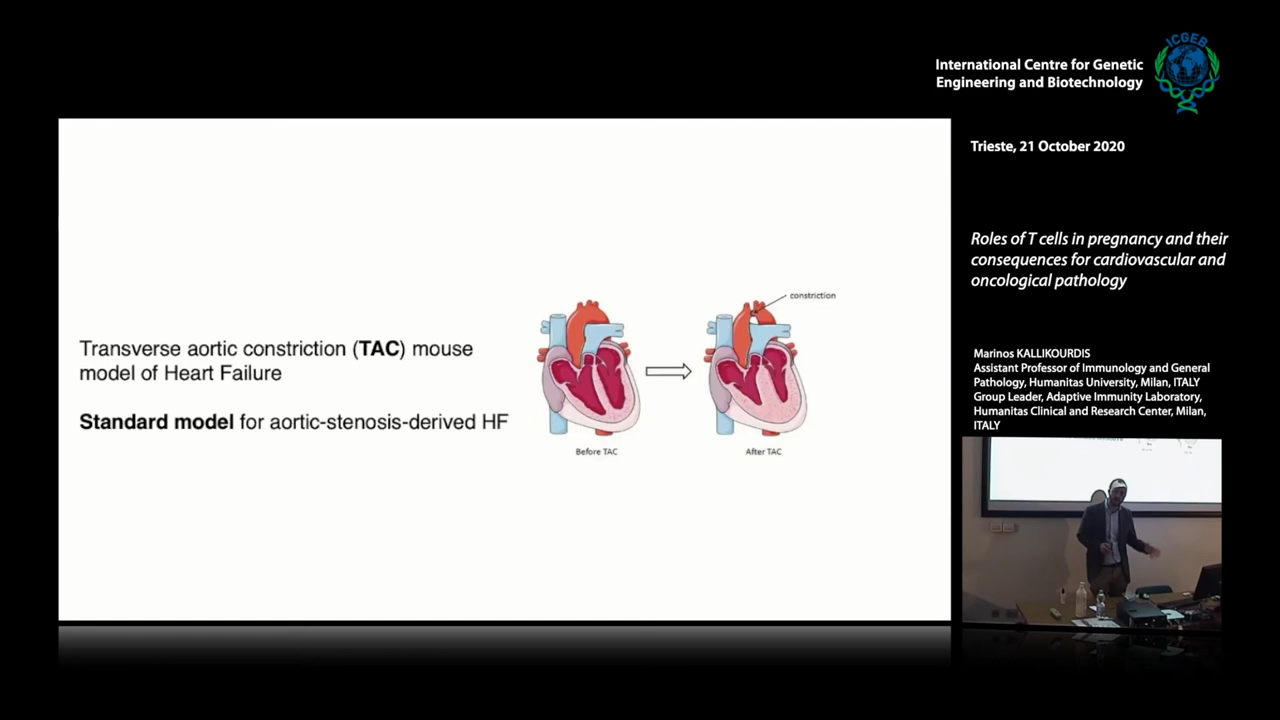 ICGEB
International Centre for Genetic
Engineering and Biotechnology
Trieste, 21 October 2020
Roles of T cells in pregnancy and their
consequences for cardiovascular and
oncological pathology
Marinos KALLIKOURDIS
Assistant Professor of Immunology and General
Pathology, Humanitas University, Milan, ITALY
Group Leader, Adaptive Immunity Laboratory,
Humanitas Clinical and Research Center, Milan,
ITALY
Transverse aortic constriction (TAC) mouse
model of Heart Failure
Standard model for aortic-stenosis-derived HF
constriction
Before TAC
After TAC